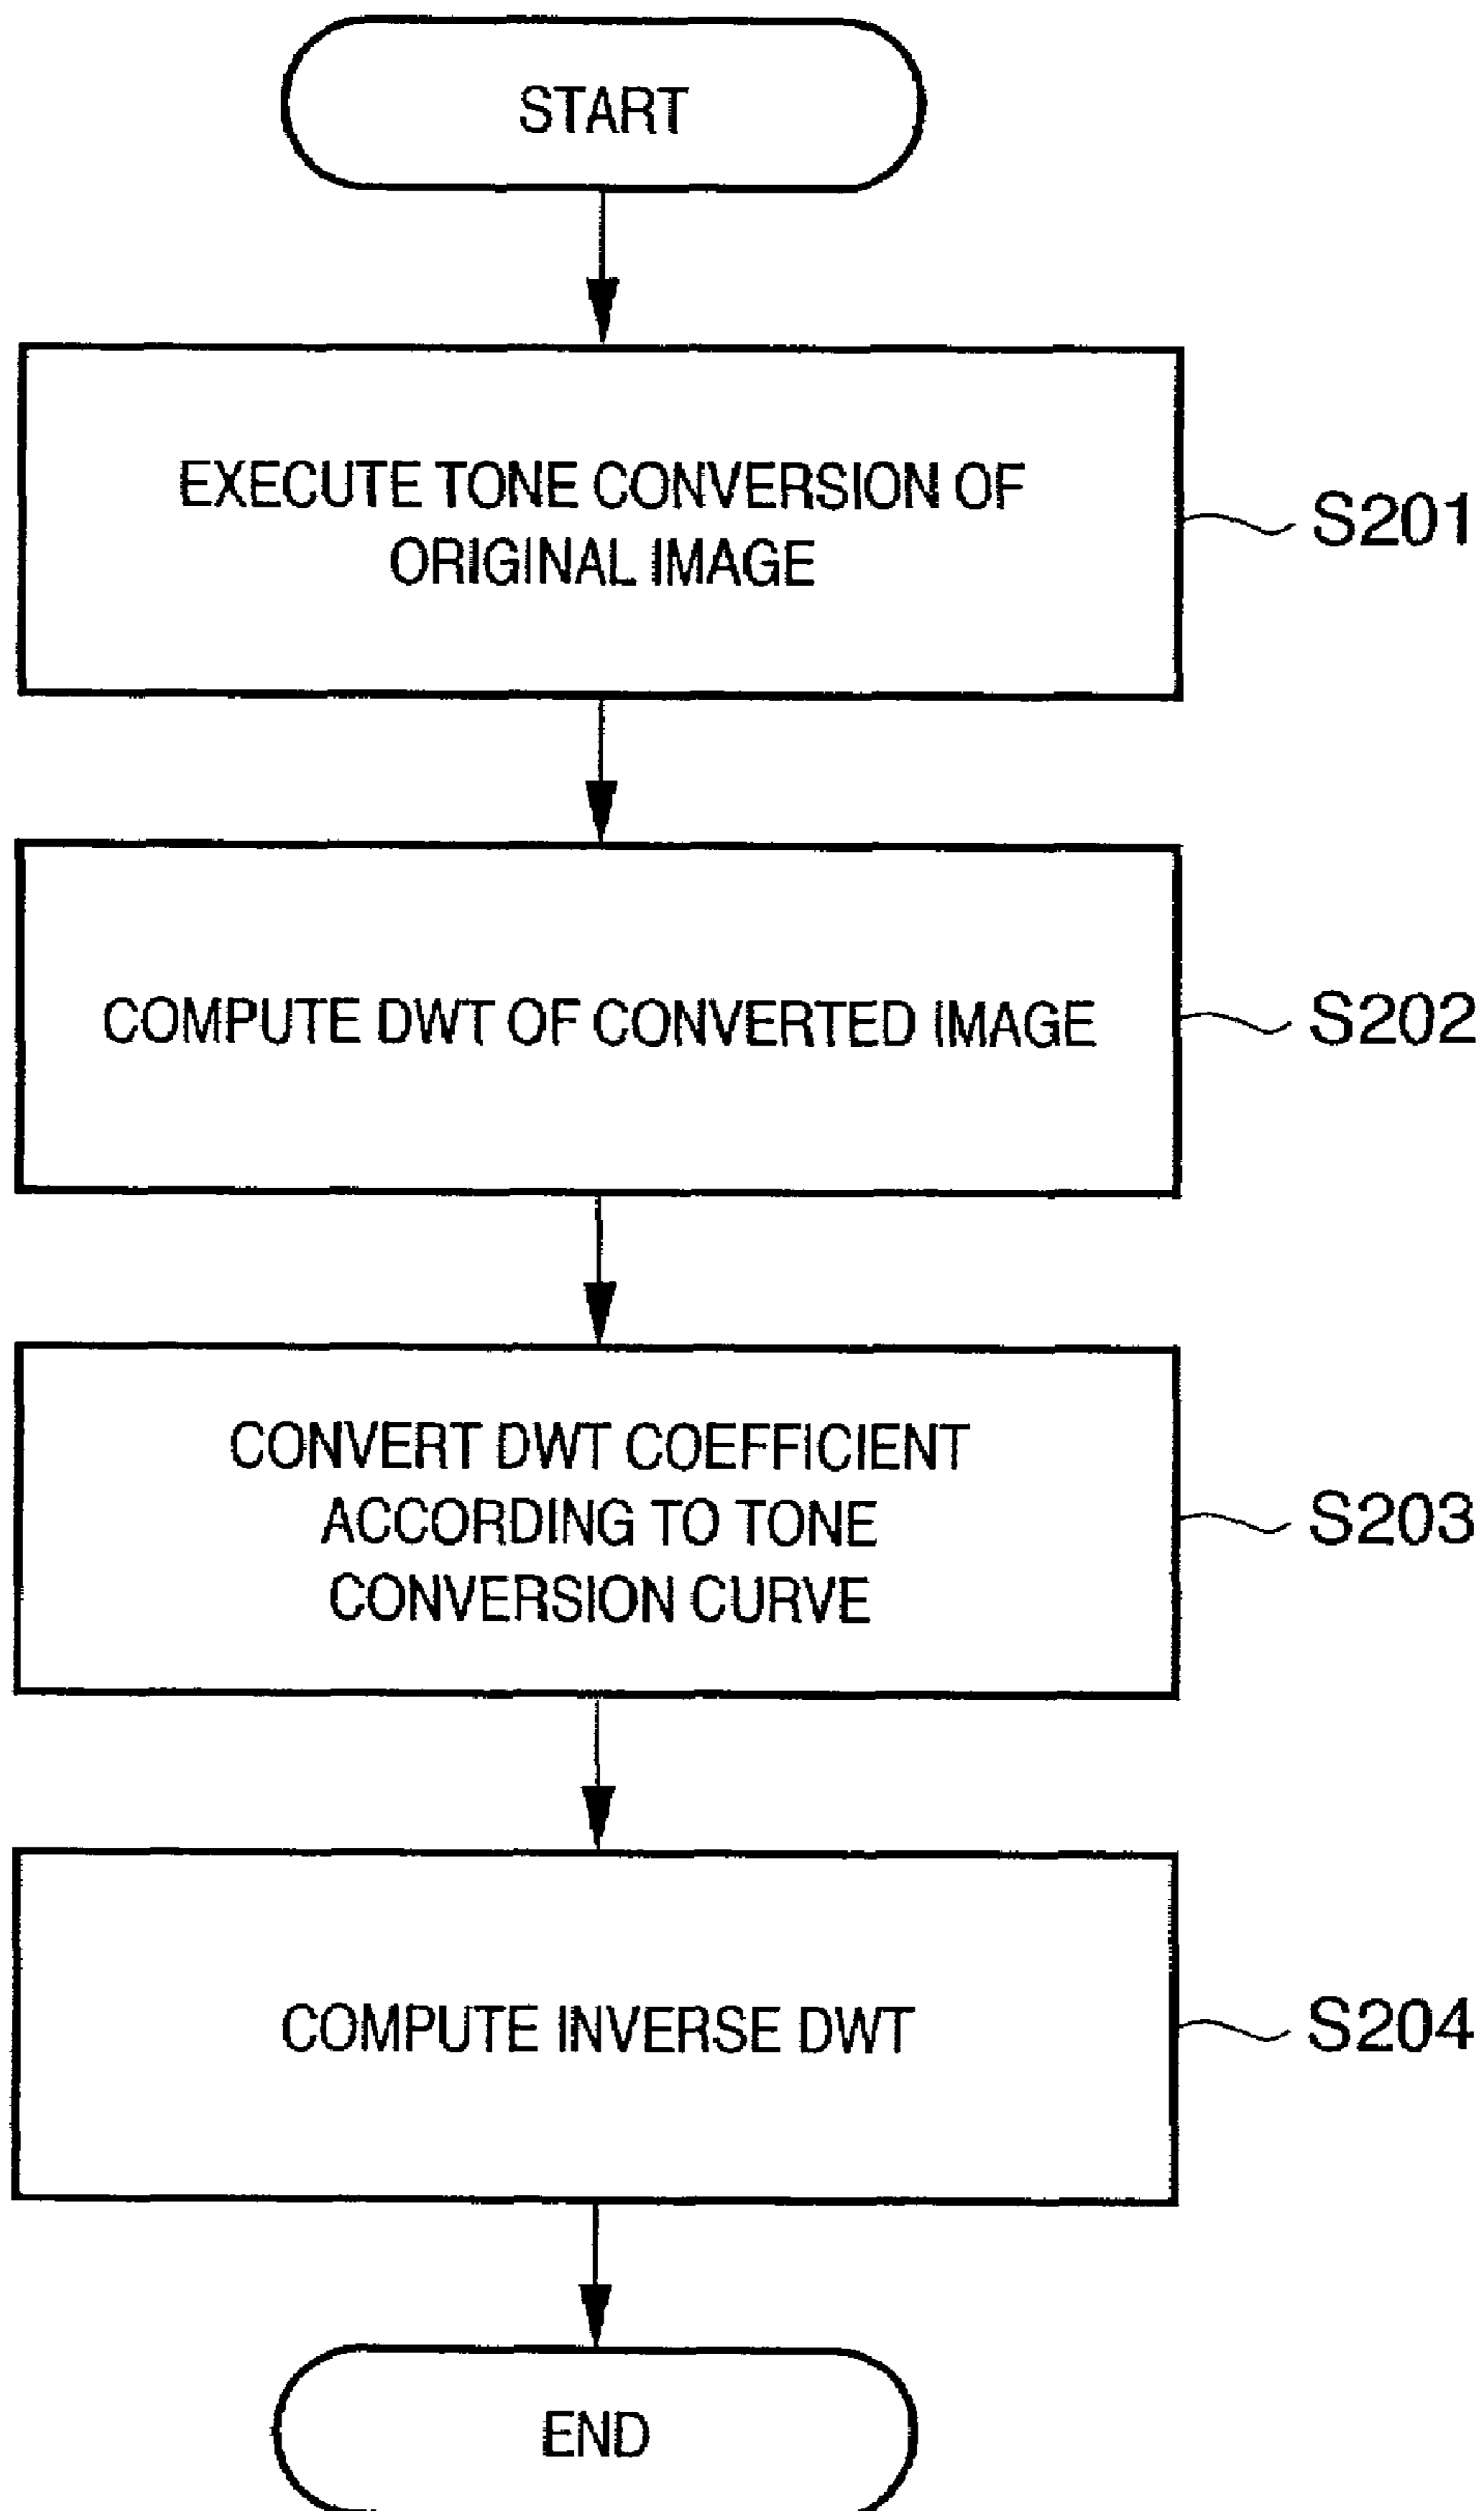 START
EXECUTE TONE CONVERSION OF
ORIGINAL IMAGE
S201
COMPUTE DWT OF CONVERTED IMAGE
S202
CONVERT DWT COEFFICIENT
ACCORDING TO TONE
CONVERSION CURVE
S203
COMPUTE INVERSE DWT
S204
END